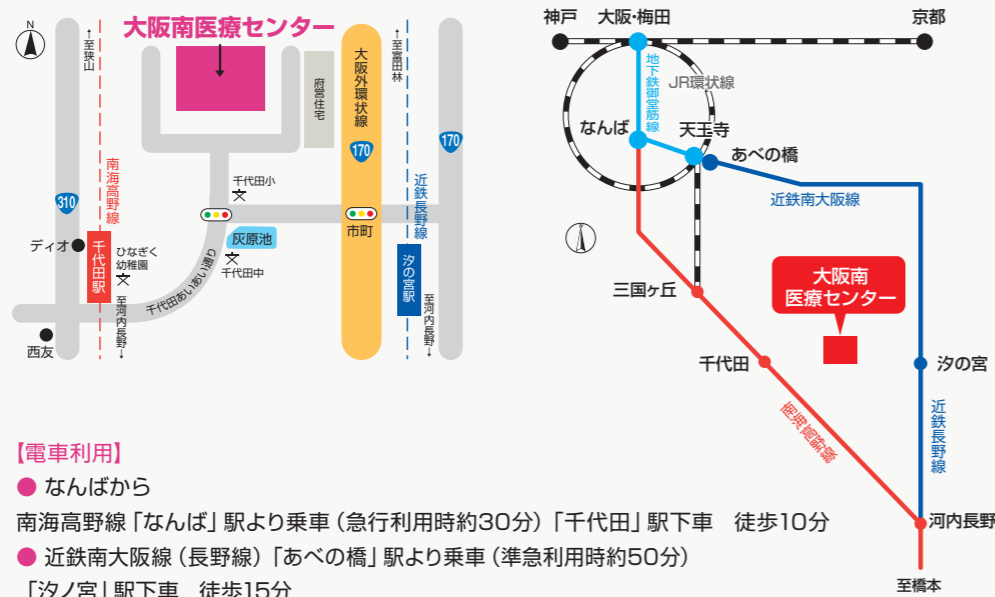 N
大阪南医療センター
↑至狭山
府営住宅
大阪外環状線
↑至富田林
170
170
310
南海高野線
近鉄長野線
千代田小
市町
灰原池
千代田中
ディオ
千代田駅
ひなぎく
幼稚園
千代田あいあい通り
汐の宮駅
至河内長野↓
至河内長野↓
西友
神戸
大阪・梅田
京都
地下鉄御堂筋線
JR環状線
なんば
天王寺
あべの橋
近鉄南大阪線
三国ヶ丘
大阪南
医療センター
千代田
汐の宮
南海高野線
近鉄長野線
河内長野
至橋本
【電車利用】
● なんばから
南海高野線「なんば」駅より乗車(急行利用時約30分)「千代田」駅下車 徒歩10分
● 近鉄南大阪線(長野線)「あべの橋」駅より乗車(準急利用時約50分)
「汐ノ宮」駅下車 徒歩15分